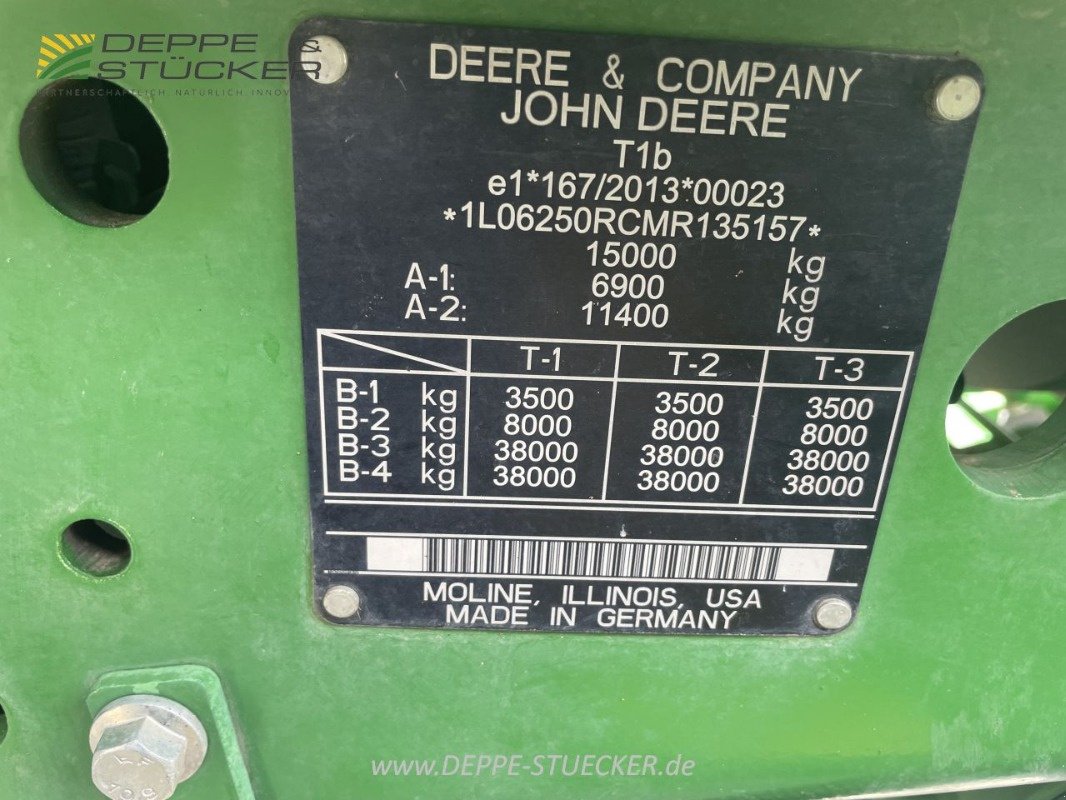 DEPPE &
STÜCKER
PARTNERSCHAFTLICH. NATÜRLICH.
DEERE & COMPANY
JOHN DEERE
T1b
e1*167/2013*00023
*1L06250RCMR135157*
15000 kg
A-1: 6900 kg
A-2: 11400 kg
T-1 T-2 T-3
B-1 kg 3500 3500 3500
B-2 kg 8000 8000 8000
B-3 kg 38000 38000 38000
B-4 kg 38000 38000 38000
MOLINE, ILLINOIS, USA
MADE IN GERMANY
www.DEPPE-STUECKER.de